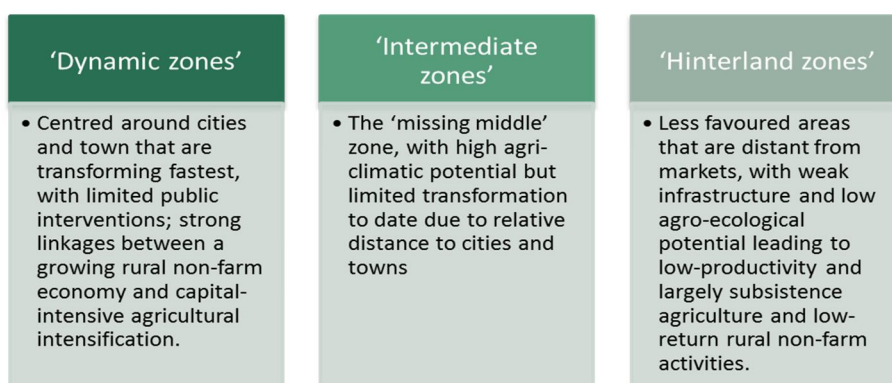 ‘Dynamic zones’
• Centred around cities
and town that are
transforming fastest,
with limited public
interventions; strong
linkages between a
growing rural non-farm
economy and capital-
intensive agricultural
intensification.
‘Intermediate
zones’
• The ‘missing middle’
zone, with high agri-
climatic potential but
limited transformation
to date due to relative
distance to cities and
towns
‘Hinterland zones’
• Less favoured areas
that are distant from
markets, with weak
infrastructure and low
agro-ecological
potential leading to
low-productivity and
largely subsistence
agriculture and low-
return rural non-farm
activities.